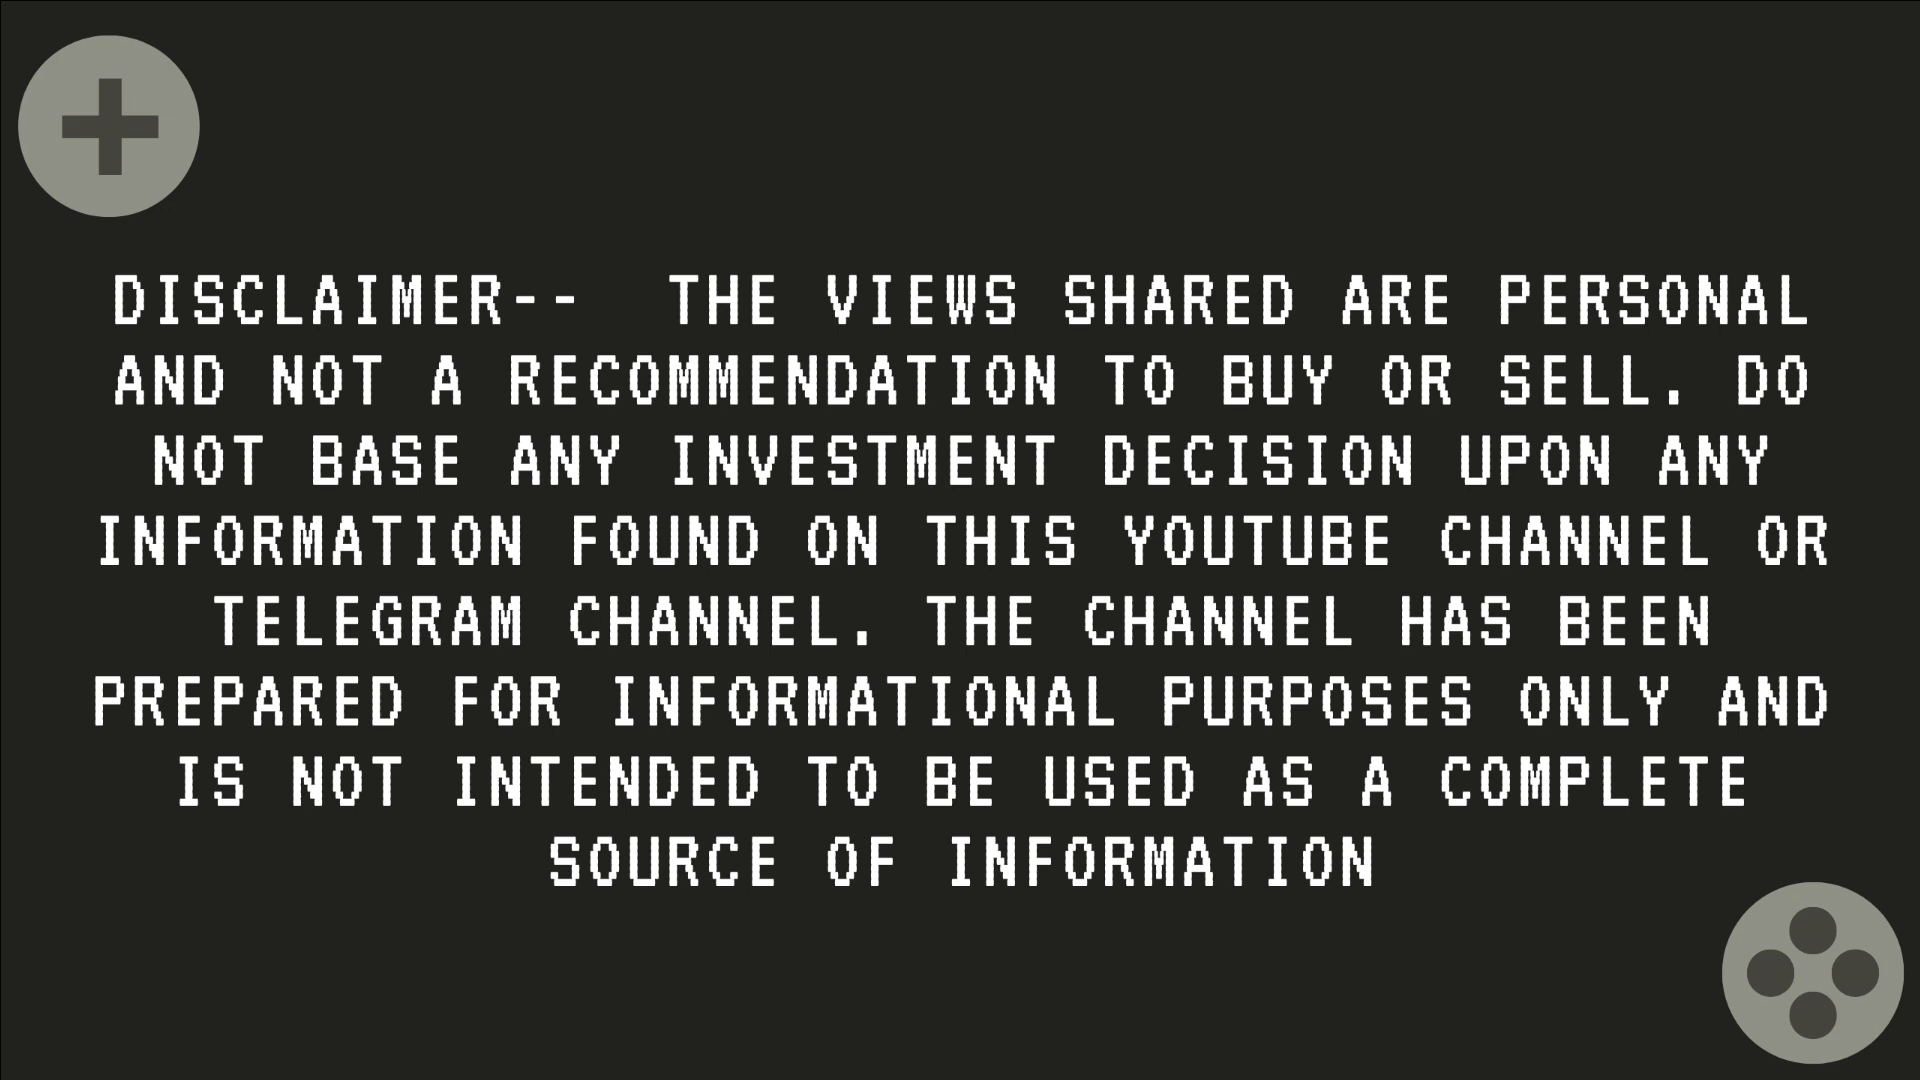 DISCLAIMER--  THE VIEWS SHARED ARE PERSONAL
AND NOT A RECOMMENDATION TO BUY OR SELL. DO
NOT BASE ANY INVESTMENT DECISION UPON ANY
INFORMATION FOUND ON THIS YOUTUBE CHANNEL OR
TELEGRAM CHANNEL. THE CHANNEL HAS BEEN
PREPARED FOR INFORMATIONAL PURPOSES ONLY AND
IS NOT INTENDED TO BE USED AS A COMPLETE
SOURCE OF INFORMATION